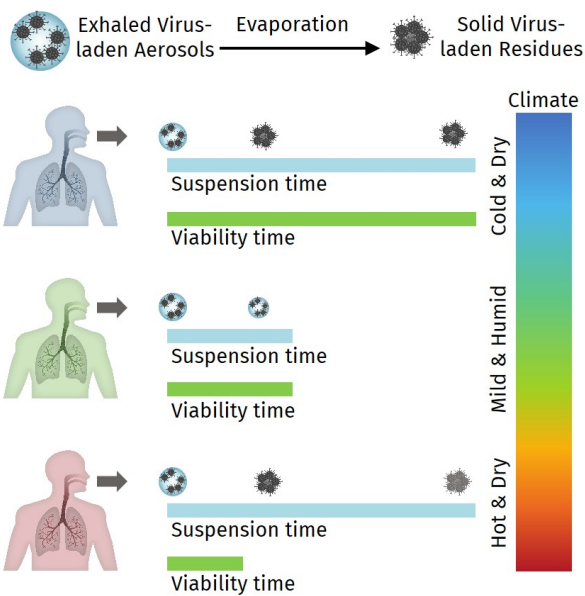 Exhaled Virus-
laden Aerosols
Evaporation
Solid Virus-
laden Residues
Climate
Suspension time
Viability time
Cold & Dry
Suspension time
Viability time
Mild & Humid
Suspension time
Viability time
Hot & Dry